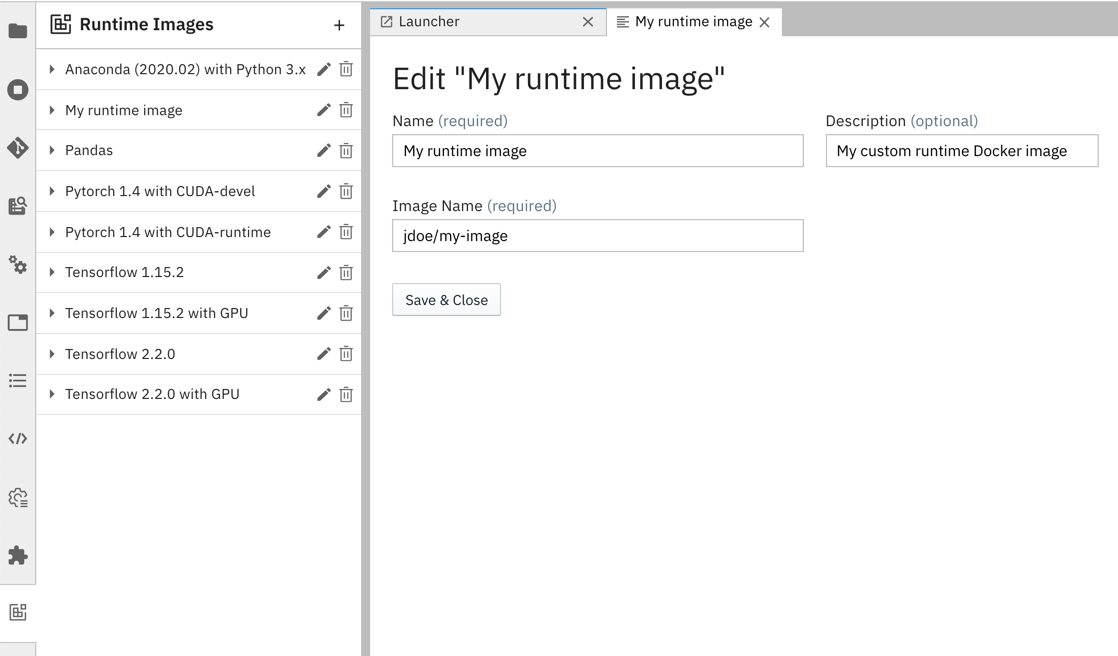 Runtime Images
Anaconda (2020.02) with Python 3.x
My runtime image
Pandas
Pytorch 1.4 with CUDA-devel
Pytorch 1.4 with CUDA-runtime
Tensorflow 1.15.2
Tensorflow 1.15.2 with GPU
Tensorflow 2.2.0
Tensorflow 2.2.0 with GPU
Launcher
My runtime image
Edit "My runtime image"
Name (required)
My runtime image
Description (optional)
My custom runtime Docker image
Image Name (required)
jdoe/my-image
Save & Close